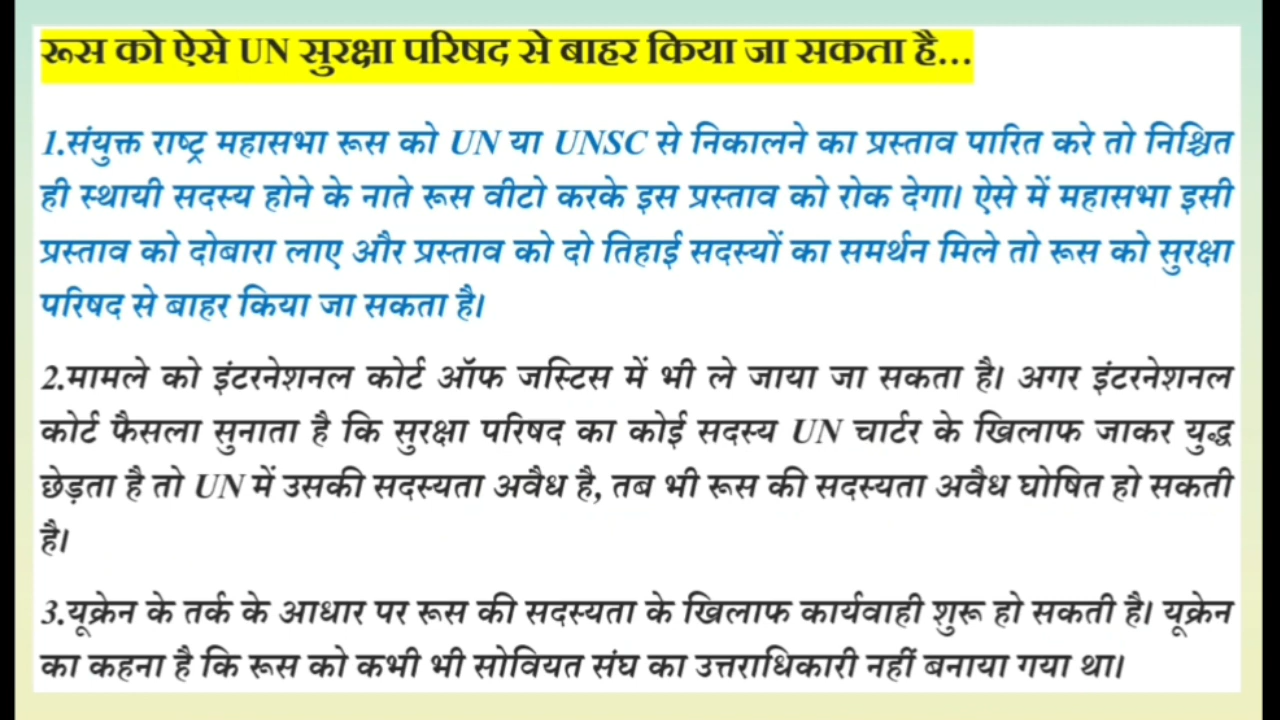 रूस को ऐसे UN सुरक्षा परिषद से बाहर किया जा सकता है...
1.संयुक्त राष्ट्र महासभा रूस को UN या UNSC से निकालने का प्रस्ताव पारित करे तो निश्चित
ही स्थायी सदस्य होने के नाते रूस वीटो करके इस प्रस्ताव को रोक देगा। ऐसे में महासभा इसी
प्रस्ताव को दोबारा लाए और प्रस्ताव को दो तिहाई सदस्यों का समर्थन मिले तो रूस को सुरक्षा
परिषद से बाहर किया जा सकता है।
2.मामले को इंटरनेशनल कोर्ट ऑफ जस्टिस में भी ले जाया जा सकता है। अगर इंटरनेशनल
कोर्ट फैसला सुनाता है कि सुरक्षा परिषद का कोई सदस्य UN चार्टर के खिलाफ जाकर युद्ध
छेड़ता है तो UN में उसकी सदस्यता अवैध है, तब भी रूस की सदस्यता अवैध घोषित हो सकती
है।
3.यूक्रेन के तर्क के आधार पर रूस की सदस्यता के खिलाफ कार्यवाही शुरू हो सकती है। यूक्रेन
का कहना है कि रूस को कभी भी सोवियत संघ का उत्तराधिकारी नहीं बनाया गया था।